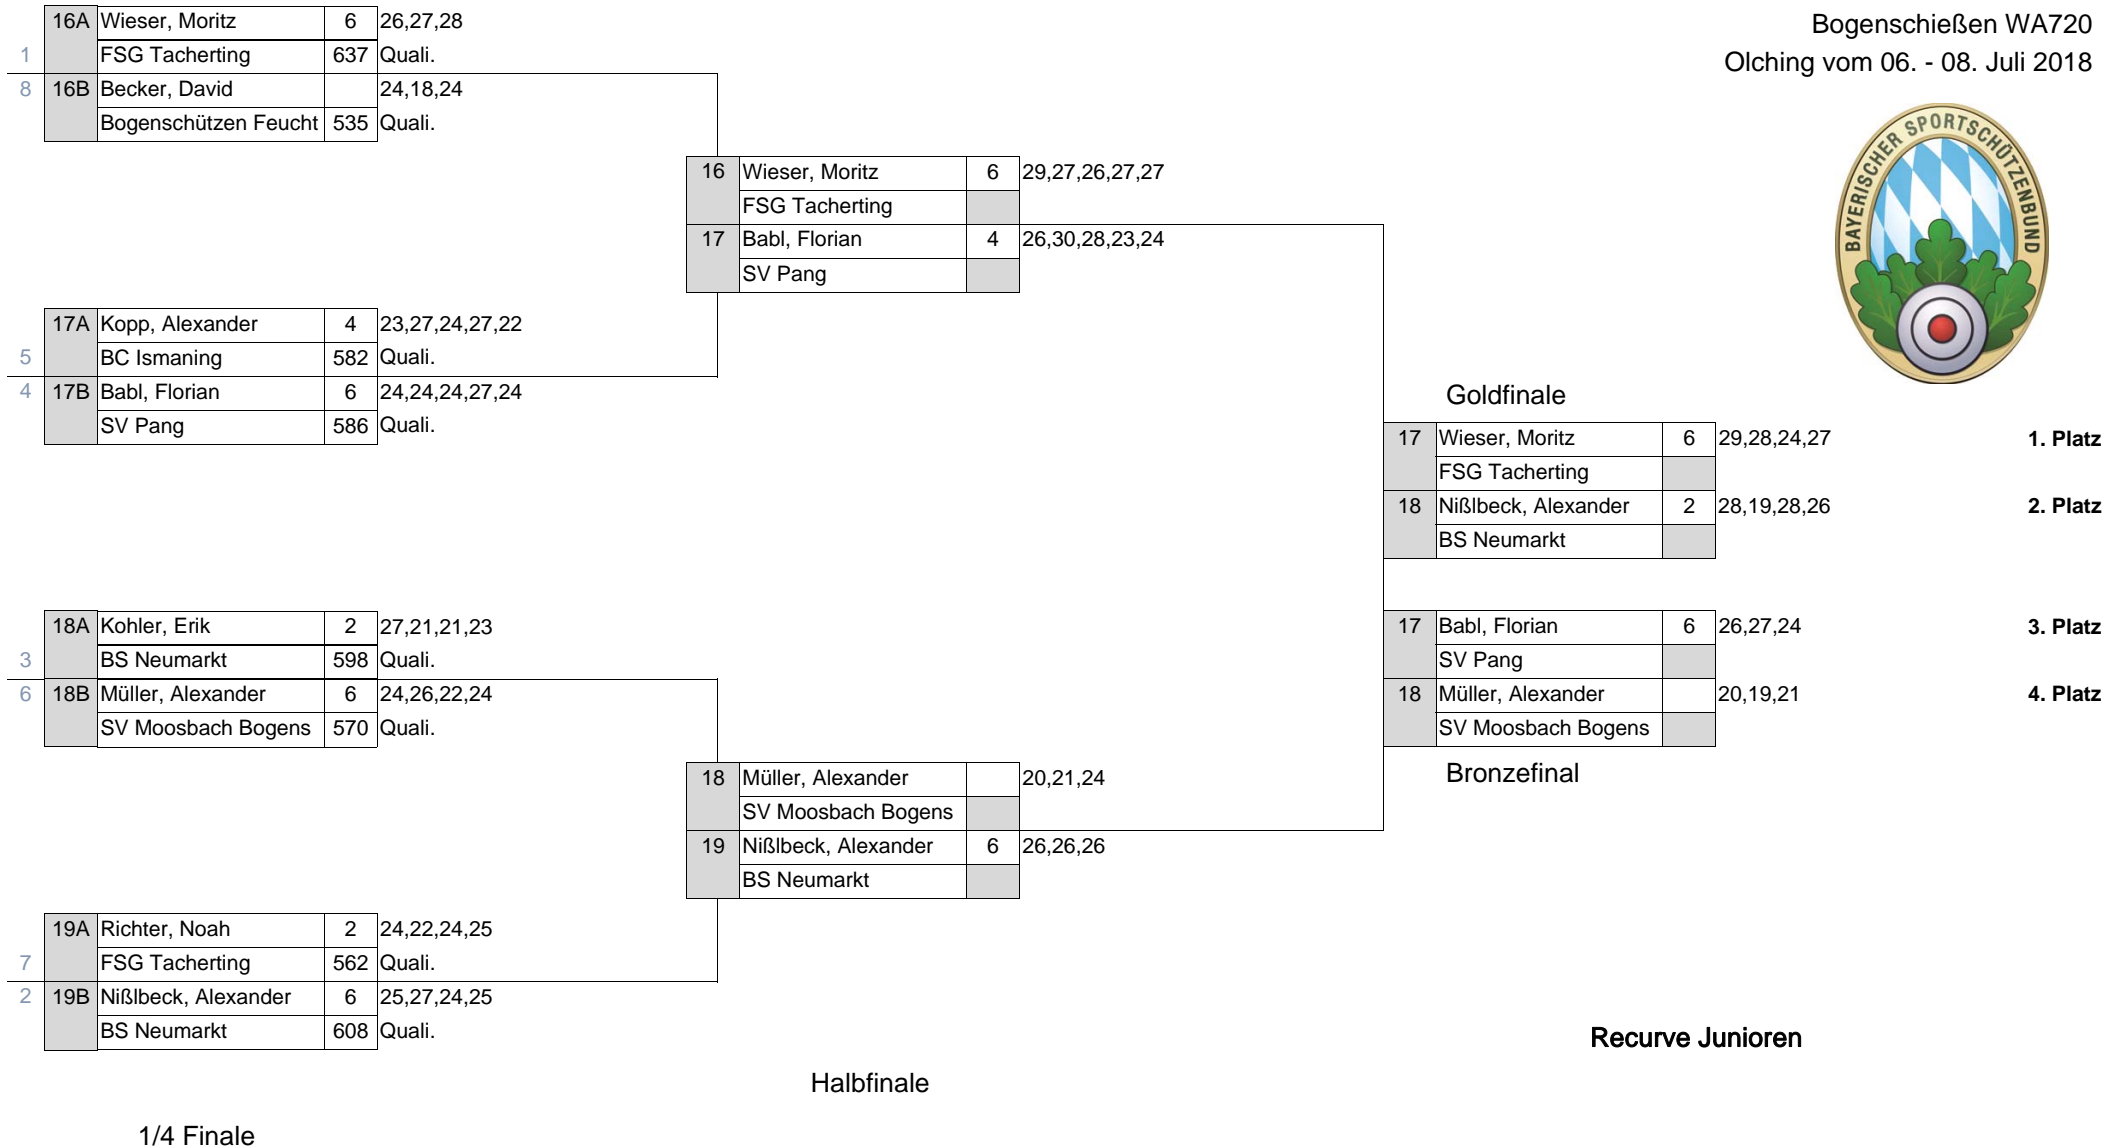 Bogenschießen WA720
Olching vom 06. - 08. Juli 2018
BAYERISCHER SPORTSCHÜTZENBUND
16A Wieser, Moritz 6 26,27,28
1 FSG Tacherting 637 Quali.
8 16B Becker, David 24,18,24
Bogenschützen Feucht 535 Quali.
16 Wieser, Moritz 6 29,27,26,27,27
FSG Tacherting
17 Babl, Florian 4 26,30,28,23,24
SV Pang
17A Kopp, Alexander 4 23,27,24,27,22
5 BC Ismaning 582 Quali.
4 17B Babl, Florian 6 24,24,24,27,24
SV Pang 586 Quali.
Goldfinale
17 Wieser, Moritz 6 29,28,24,27 1. Platz
FSG Tacherting
18 Nißlbeck, Alexander 2 28,19,28,26 2. Platz
BS Neumarkt
18A Kohler, Erik 2 27,21,21,23
3 BS Neumarkt 598 Quali.
6 18B Müller, Alexander 6 24,26,22,24
SV Moosbach Bogens 570 Quali.
17 Babl, Florian 6 26,27,24 3. Platz
SV Pang
18 Müller, Alexander 20,19,21 4. Platz
SV Moosbach Bogens
Bronzefinal
18 Müller, Alexander 20,21,24
SV Moosbach Bogens
19 Nißlbeck, Alexander 6 26,26,26
BS Neumarkt
19A Richter, Noah 2 24,22,24,25
7 FSG Tacherting 562 Quali.
2 19B Nißlbeck, Alexander 6 25,27,24,25
BS Neumarkt 608 Quali.
Recurve Junioren
Halbfinale
1/4 Finale